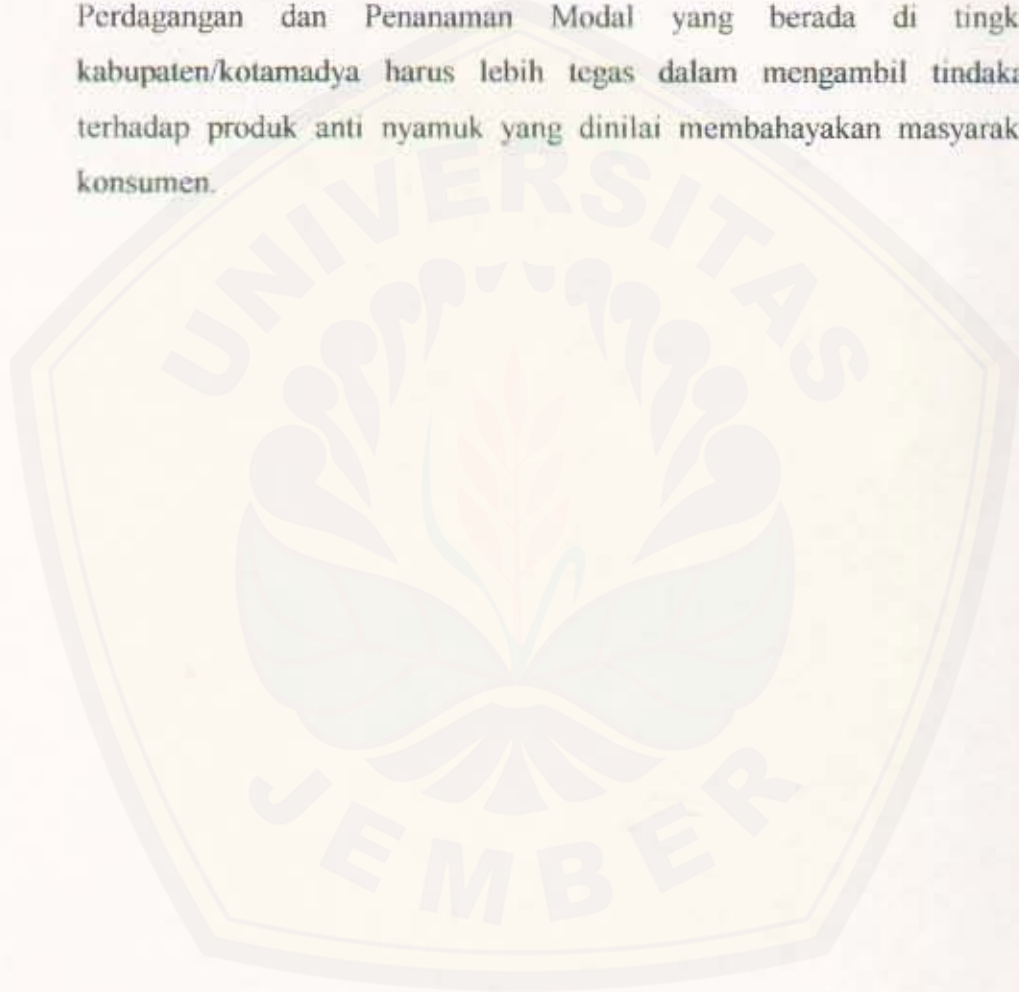 Perdagangan dan Penanaman Modal yang berada di tingk
kabupaten/kotamadya harus lebih tegas dalam mengambil tindaka
terhadap produk anti nyamuk yang dinilai membahayakan masyarak
konsumen.
UNIVERSITAS
JEMBER